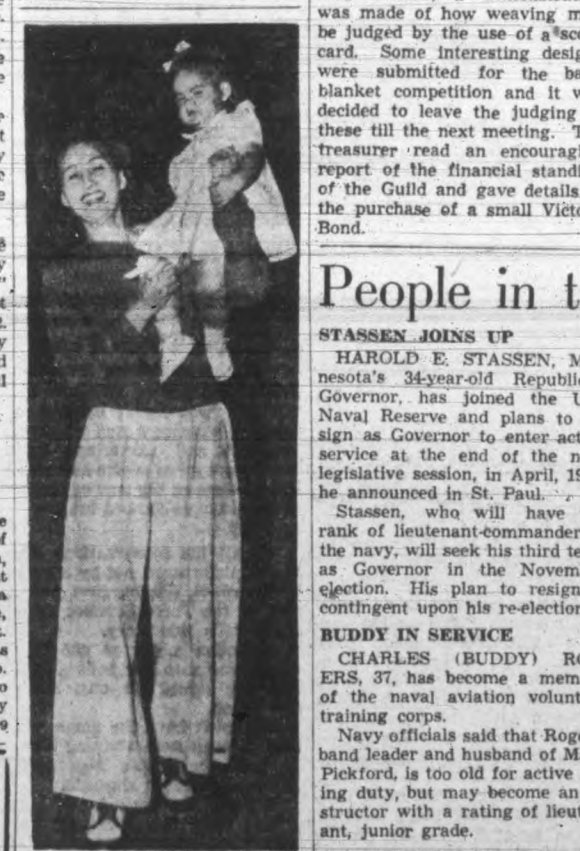 was made of how weaving m
be judged by the use of a sco
card. Some interesting desig
were submitted for the ba
blanket competition and it w
decided to leave the judging
these till the next meeting. T
treasurer read an encouragi
report of the financial standi
of the Guild and gave details
the purchase of a small Victo
Bond.
People in t
STASSEN JOINS UP
HAROLD E. STASSEN, M
nesota's 34-year-old Republi
Governor, has joined the U
Naval Reserve and plans to
sign as Governor to enter act
service at the end of the n
legislative session, in April, 19
he announced in St. Paul.
Stassen, who will have
rank of lieutenant-commander
the navy, will seek his third te
as Governor in the Novem
election. His plan to resign
contingent upon his re-election
BUDDY IN SERVICE
CHARLES (BUDDY) RO
ERS, 37, has become a mem
of the naval aviation volunt
training corps.
Navy officials said that Roge
band leader and husband of M
Pickford, is too old for active
ing duty, but may become an
structor with a rating of lieut
ant, junior grade.